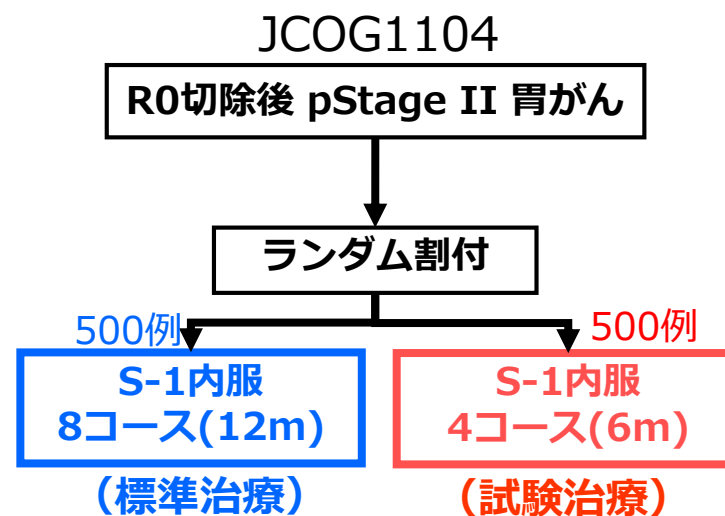 JCOG1104
R0切除後 pStage II 胃がん
ランダム割付
500例
500例
S-1内服
8コース(12m)
S-1内服
4コース(6m)
(標準治療)
(試験治療)